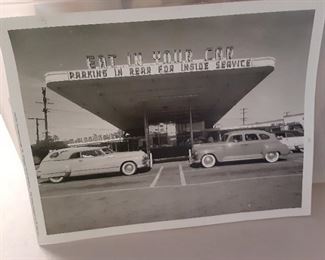 EAT IN YOUR CAR
PARKING IN REAR FOR INSIDE SERVICE